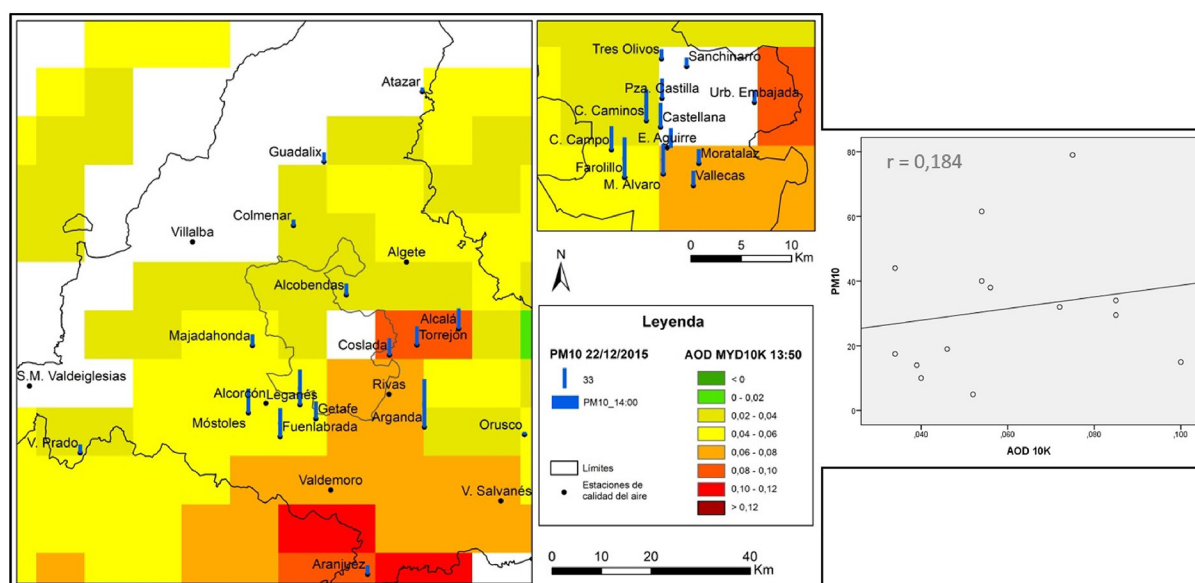 Atazar
Guadalix
Colmenar
Villalba
Algete
Alcobendas
Alcalá
Torrejón
Majadahonda
Coslada
S.M. Valdeiglesias
Alcorcón
Leganés
Rivas
Getafe
Arganda
Móstoles
Fuenlabrada
Orusco
V. Prado
Valdemoro
V. Salvanés
Aranjuez
Tres Olivos
Sanchinarro
Pza. Castilla
Urb. Embajada
C. Caminos
Castellana
E. Aguirre
C. Campo
Moratalaz
Farolillo
M. Alvaro
Vallecas
N
0 5 10
Km
Leyenda
PM10 22/12/2015
33
PM10_14:00
Límites
Estaciones de
calidad del aire
AOD MYD10K 13:50
< 0
0 - 0,02
0,02 - 0,04
0,04 - 0,06
0,06 - 0,08
0,08 - 0,10
0,10 - 0,12
> 0,12
0 10 20 40
Km
r = 0,184
PM10
80
60
40
20
0
,040 ,060 ,080 ,100
AOD 10K